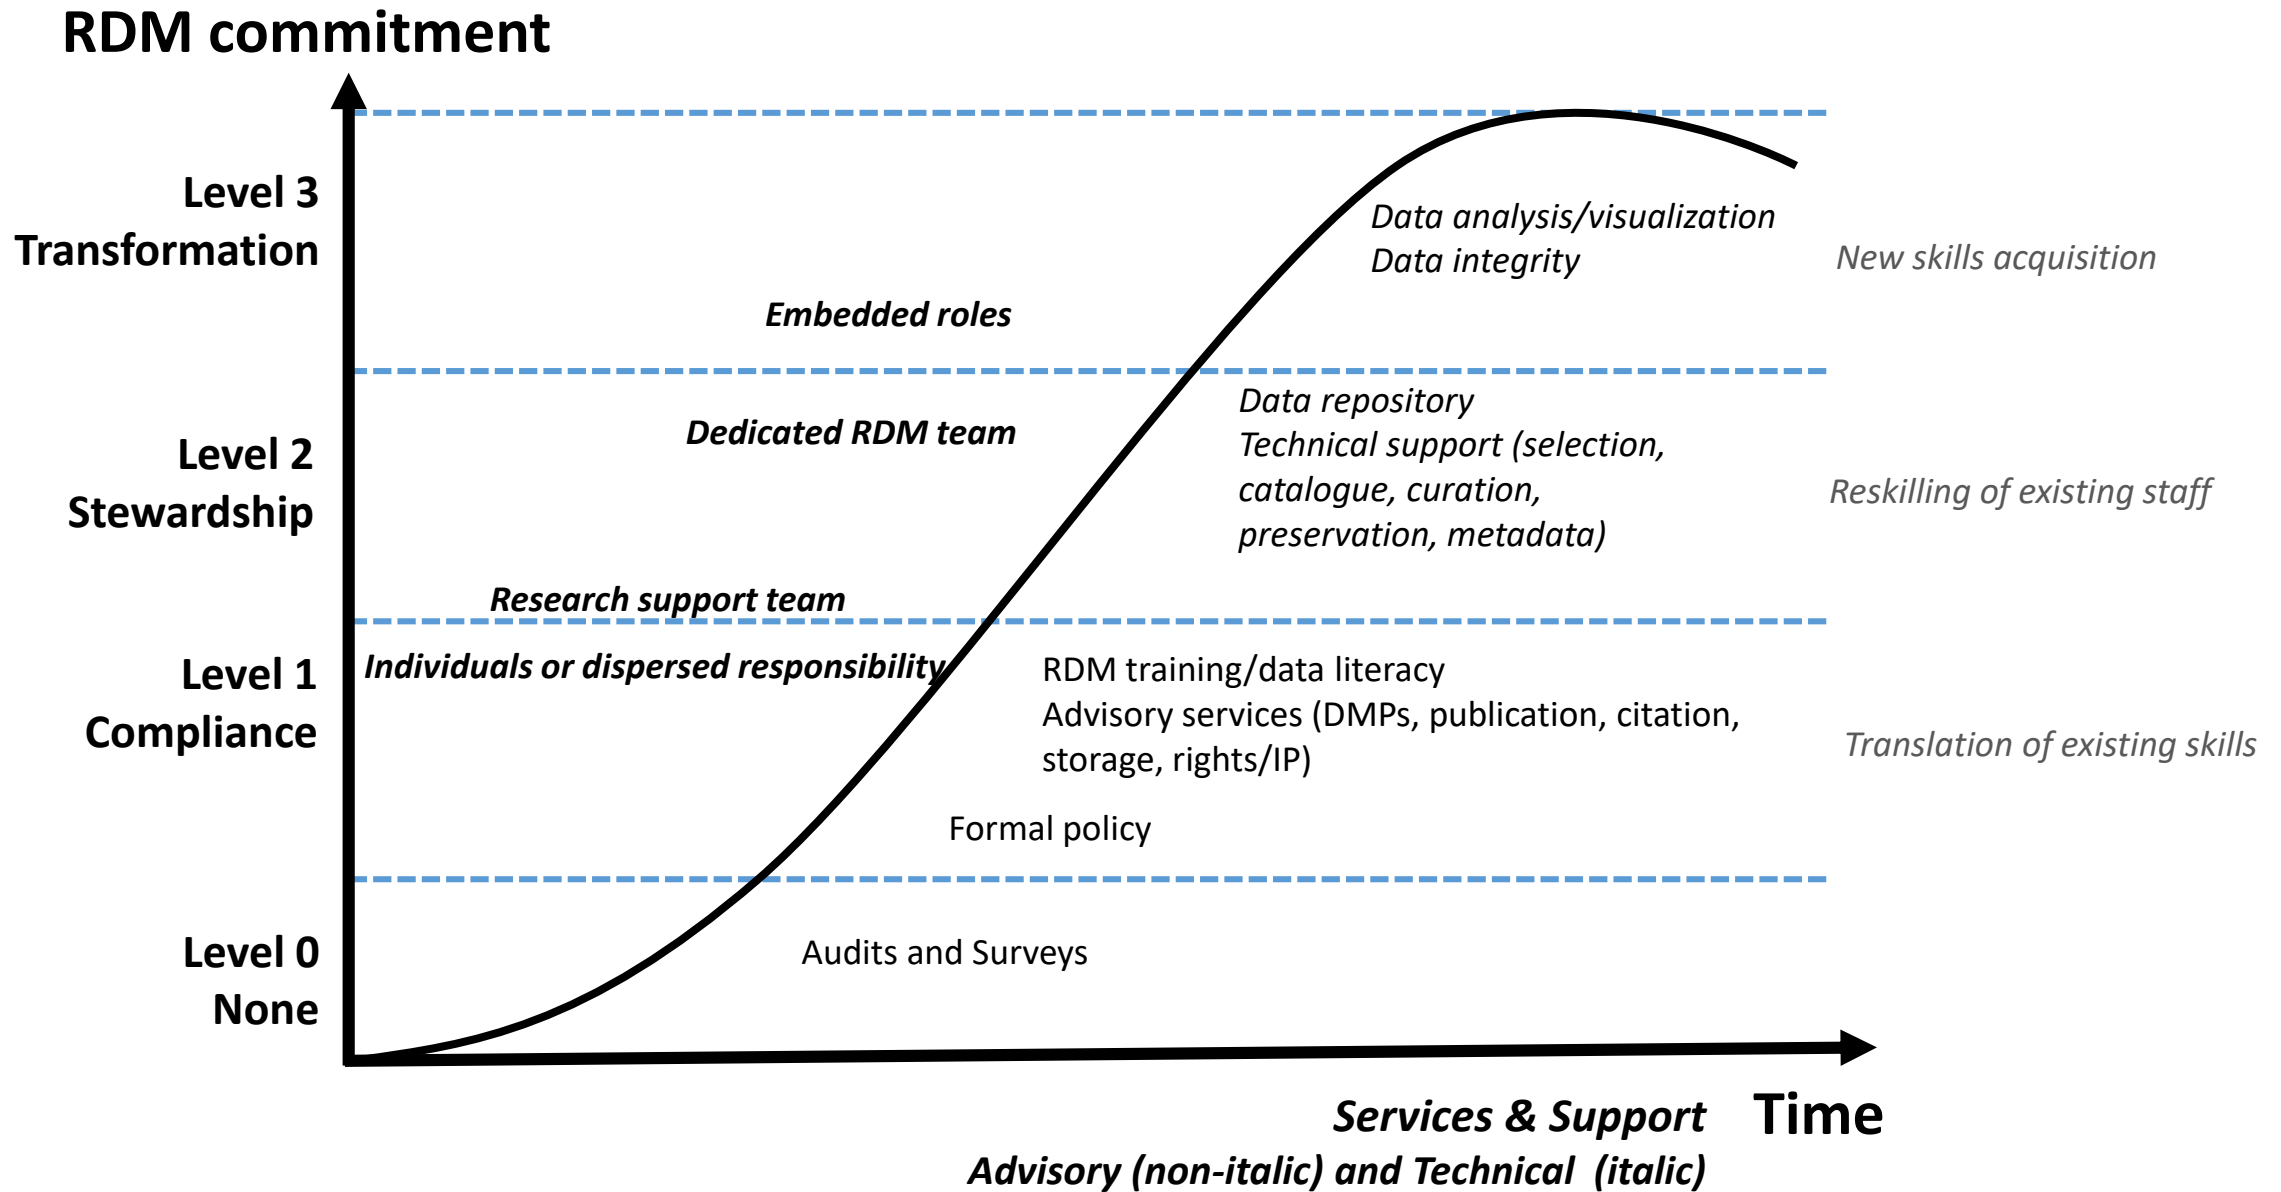 RDM commitment
Level 3
Transformation
Data analysis/visualization
Data integrity
New skills acquisition
Embedded roles
Dedicated RDM team
Data repository
Technical support (selection,
catalogue, curation,
preservation, metadata)
Level 2
Stewardship
Reskilling of existing staff
Research support team
Individuals or dispersed responsibility
Level 1
Compliance
RDM training/data literacy
Advisory services (DMPs, publication, citation,
storage, rights/IP)
Translation of existing skills
Formal policy
Level 0
None
Audits and Surveys
Services & Support
Time
Advisory (non-italic) and Technical (italic)